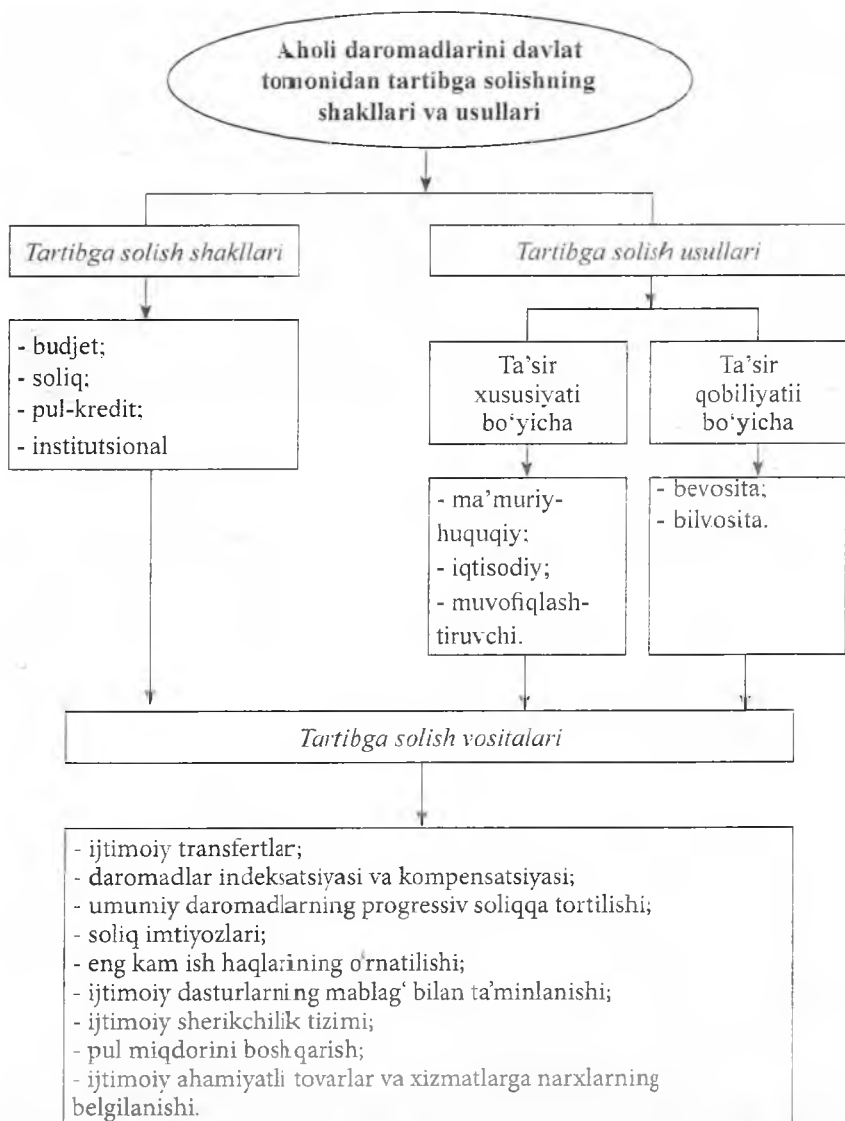 Aholi daromadlarini davlat
tomonidan tartibga solishning
shakllari va usullari
Tartibga solish shakllari
Tartibga solish usullari
- budjet;
- soliq;
- pul-kredit;
- institutsional
Ta’sir
xususiyati
bo‘yicha
Ta’sir
qobiliyatii
bo‘yicha
- ma’muriy-
huquqiy;
- iqtisodiy;
- muvofiqlash-
tiruvchi.
- bevosita;
- bilvosita.
Tartibga solish vositalari
- ijtimoiy transfertlar;
- daromadlar indeksatsiyasi va kompensatsiyasi;
- umumiy daromadlarning progressiv soliqqa tortilishi;
- soliq imtiyozlari;
- eng kam ish haqlarining o‘rnatilishi;
- ijtimoiy dasturlarning mablag‘ bilan ta’minlanishi;
- ijtimoiy sherikchilik tizimi;
- pul miqdorini boshqarish;
- ijtimoiy ahamiyatli tovarlar va xizmatlarga narxlarning
belgilanishi.